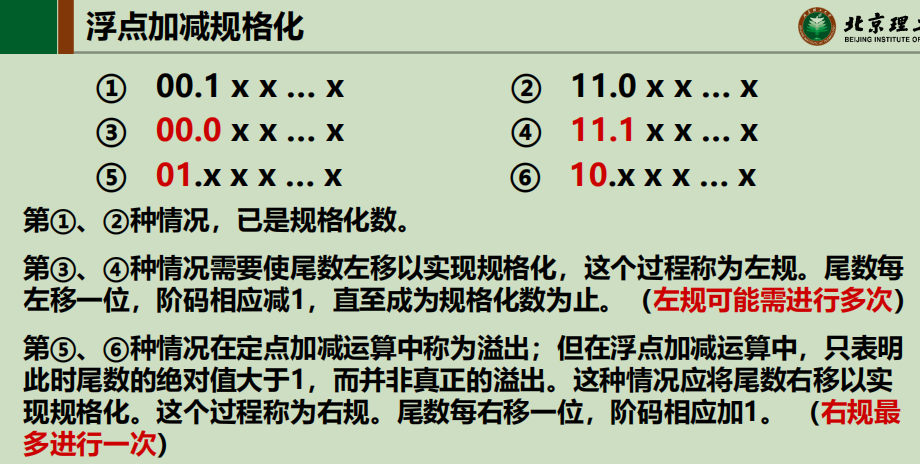 浮点加减规格化
北京理
BEIJING INSTITUTE OF
① 00.1 x x … x ② 11.0 x x … x
③ 00.0 x x … x ④ 11.1 x x … x
⑤ 01.x x x … x ⑥ 10.x x x … x
第①、②种情况，已是规格化数。
第③、④种情况需要使尾数左移以实现规格化，这个过程称为左规。尾数每
左移一位，阶码相应减1，直至成为规格化数为止。（左规可能需进行多次）
第⑤、⑥种情况在定点加减运算中称为溢出；但在浮点加减运算中，只表明
此时尾数的绝对值大于1，而并非真正的溢出。这种情况应将尾数右移以实
现规格化。这个过程称为右规。尾数每右移一位，阶码相应加1。（右规最
多进行一次）